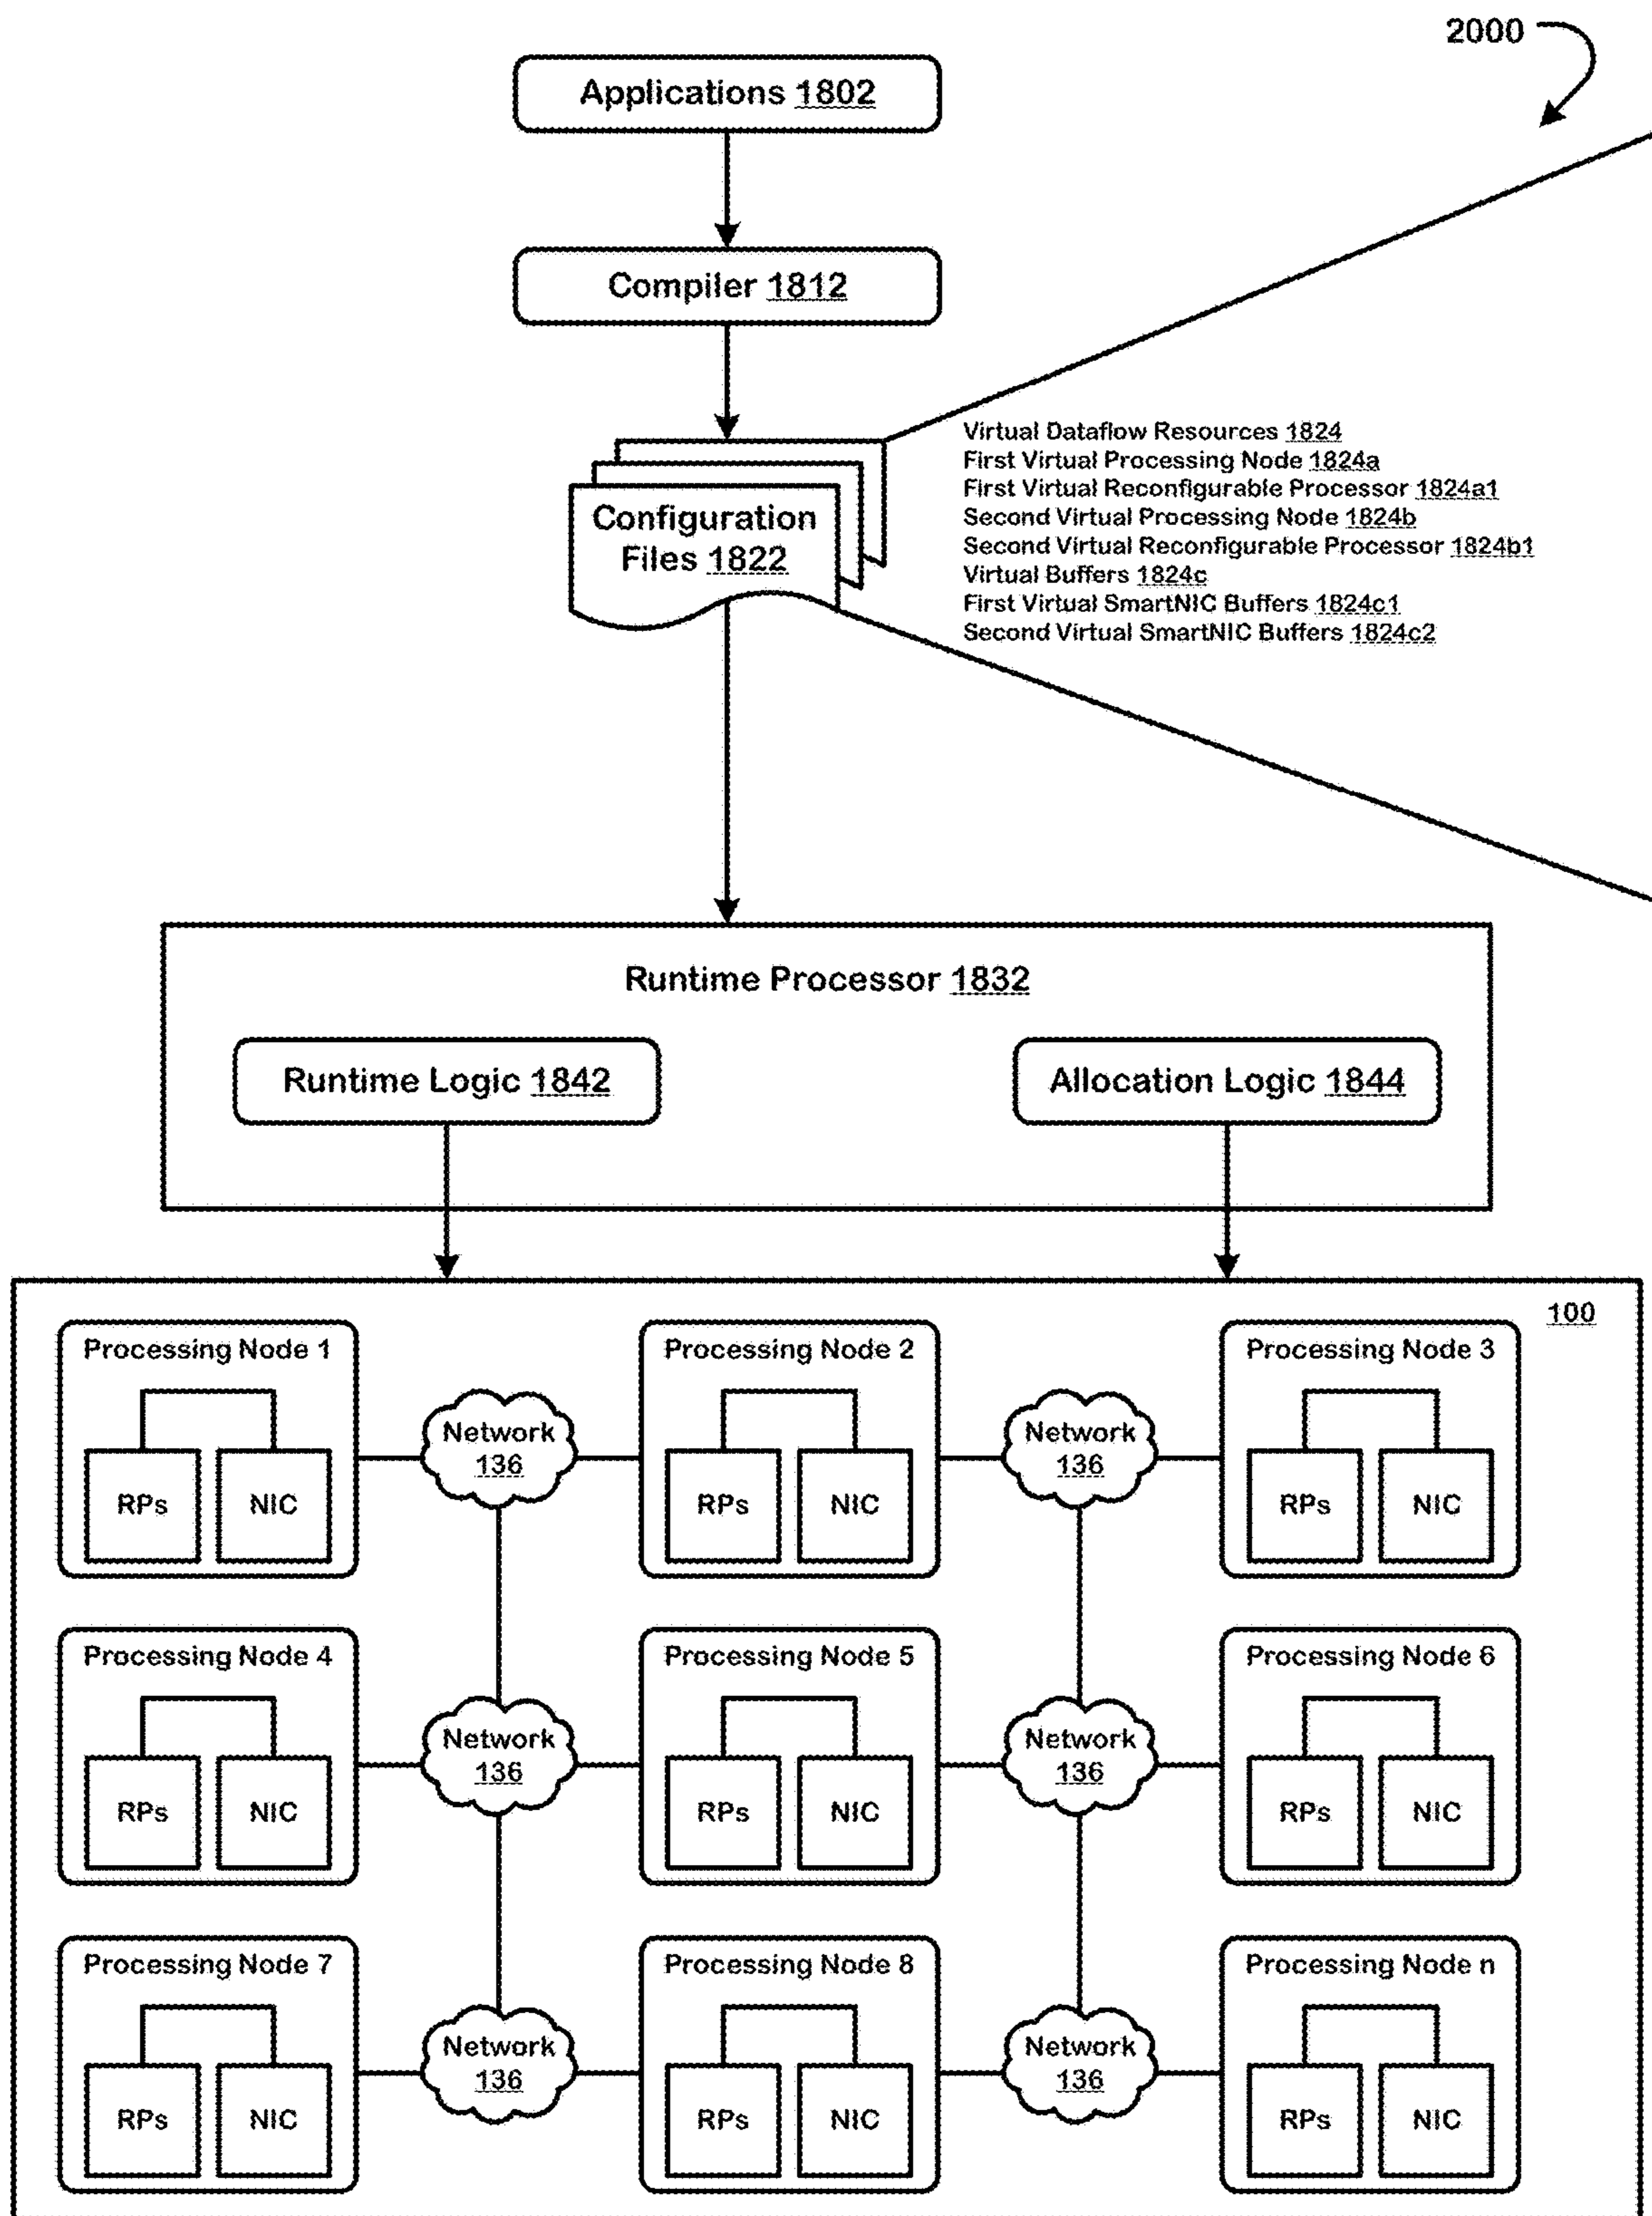 2000
Applications 1802
Compiler 1812
Configuration
Files 1822
Virtual Dataflow Resources 1824
First Virtual Processing Node 1824a
First Virtual Reconfigurable Processor 1824a1
Second Virtual Processing Node 1824b
Second Virtual Reconfigurable Processor 1824b1
Virtual Buffers 1824c
First Virtual SmartNIC Buffers 1824c1
Second Virtual SmartNIC Buffers 1824c2
Runtime Processor 1832
Runtime Logic 1842
Allocation Logic 1844
100
Processing Node 1
RPs
NIC
Network
136
Processing Node 2
RPs
NIC
Network
136
Processing Node 3
RPs
NIC
Processing Node 4
RPs
NIC
Network
136
Processing Node 5
RPs
NIC
Network
136
Processing Node 6
RPs
NIC
Processing Node 7
RPs
NIC
Network
136
Processing Node 8
RPs
NIC
Network
136
Processing Node n
RPs
NIC